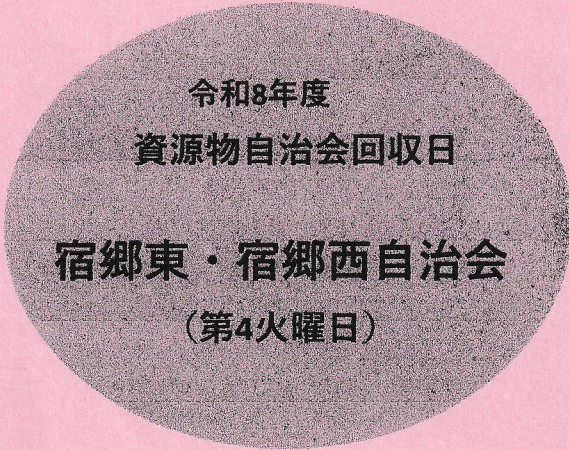 令和8年度
資源物自治会回収日
宿郷東・宿郷西自治会
（第4火曜日）